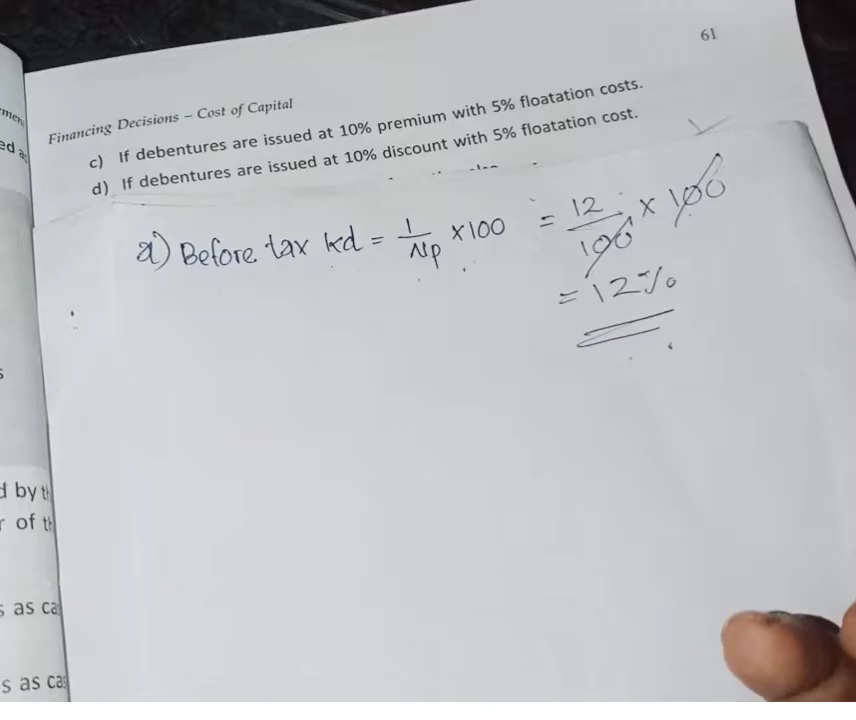 61
Financing Decisions – Cost of Capital
c) If debentures are issued at 10% premium with 5% floatation costs.
d) If debentures are issued at 10% discount with 5% floatation cost.
a) Before tax kd = I/Np × 100 = 12/100 × 100
= 12%
d by th
r of th
s as ca
s as cas